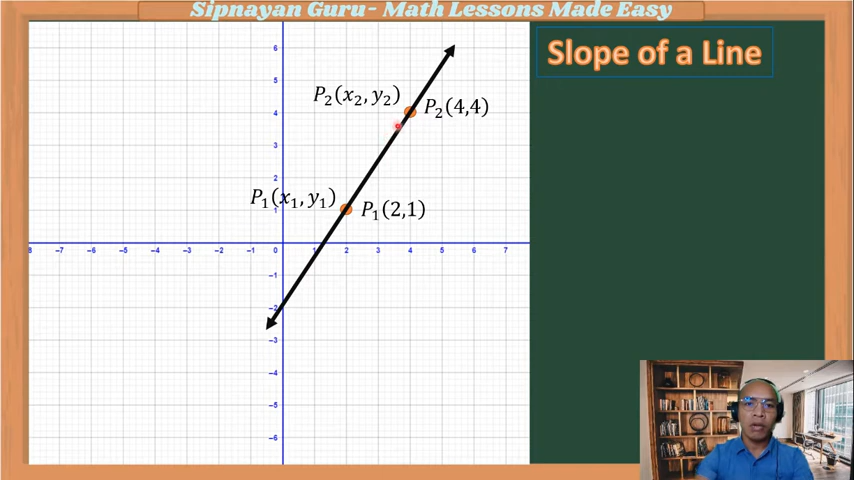 Sipnayan Guru- Math Lessons Made Easy
Slope of a Line
P₂(x₂, y₂)
P₂(4,4)
P₁(x₁, y₁)
P₁(2,1)
6
5
4
3
2
1
8 −7 −6 −5 −4 −3 −2 −1 0 1 2 3 4 5 6 7
−1
−2
−3
−4
−5
−6